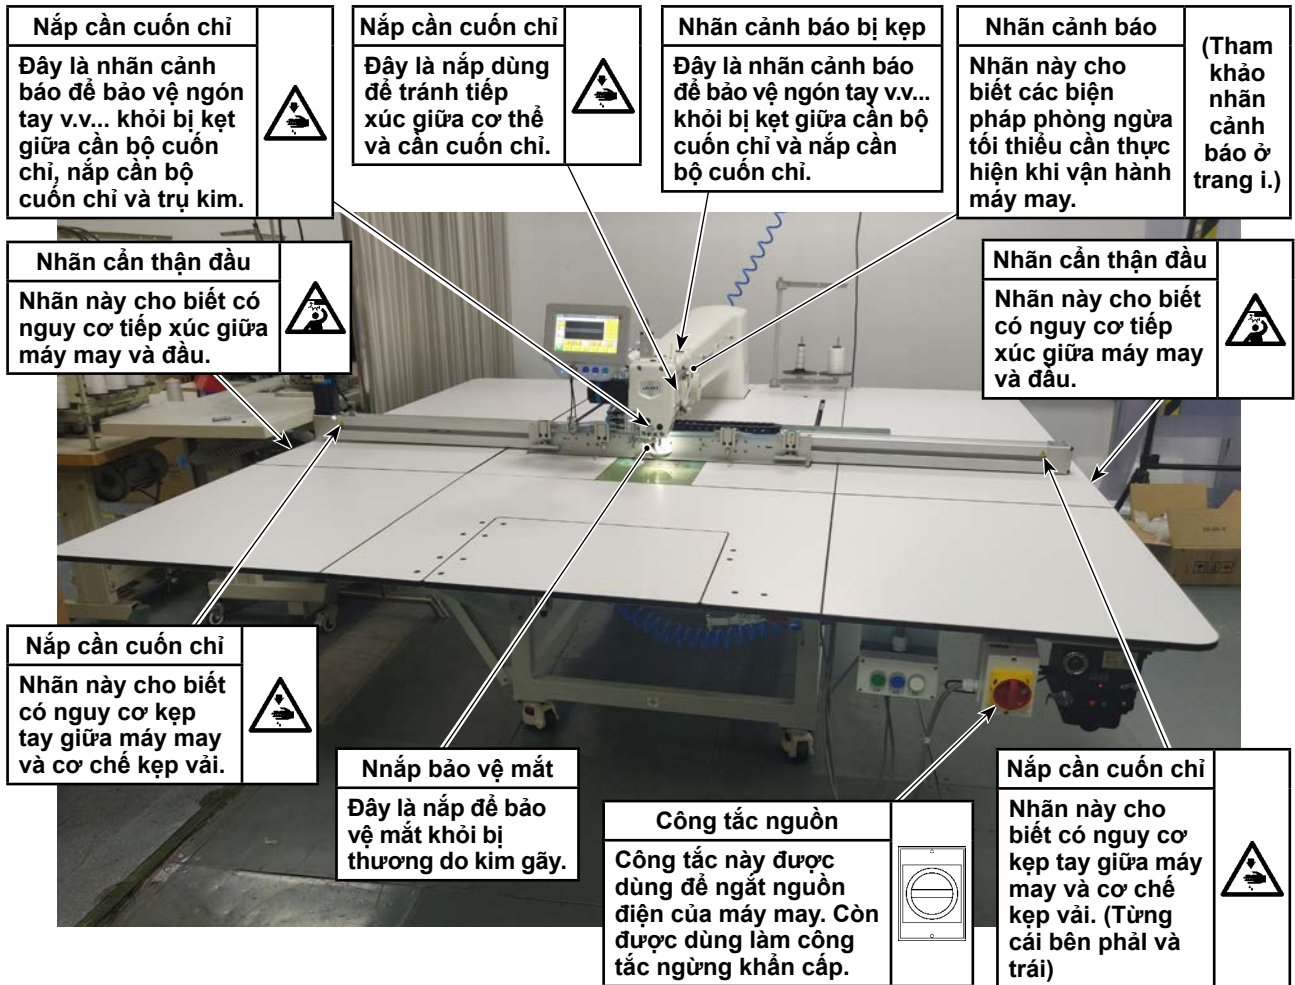 Nắp cần cuốn chỉ
Đây là nhãn cảnh
báo để bảo vệ ngón
tay v.v... khỏi bị kẹt
giữa cần bộ cuốn
chỉ, nắp cần bộ
cuốn chỉ và trụ kim.
Nắp cần cuốn chỉ
Đây là nắp dùng
để tránh tiếp
xúc giữa cơ thể
và cần cuốn chỉ.
Nhãn cảnh báo bị kẹp
Đây là nhãn cảnh báo
để bảo vệ ngón tay v.v...
khỏi bị kẹt giữa cần bộ
cuốn chỉ và nắp cần
bộ cuốn chỉ.
Nhãn cảnh báo
Nhãn này cho
biết các biện
pháp phòng ngừa
tối thiểu cần thực
hiện khi vận hành
máy may.
(Tham
khảo
nhãn
cảnh
báo ở
trang i.)
Nhãn cẩn thận đầu
Nhãn này cho biết có
nguy cơ tiếp xúc giữa
máy may và đầu.
Nhãn cẩn thận đầu
Nhãn này cho biết
có nguy cơ tiếp
xúc giữa máy may
và đầu.
Nắp cần cuốn chỉ
Nhãn này cho biết
có nguy cơ kẹp
tay giữa máy may
và cơ chế kẹp vải.
Nnắp bảo vệ mắt
Đây là nắp để bảo
vệ mắt khỏi bị
thương do kim gãy.
Công tắc nguồn
Công tắc này được
dùng để ngắt nguồn
điện của máy may. Còn
được dùng làm công
tắc ngừng khẩn cấp.
Nắp cần cuốn chỉ
Nhãn này cho
biết có nguy cơ
kẹp tay giữa máy
may và cơ chế
kẹp vải. (Từng
cái bên phảl và
trái)